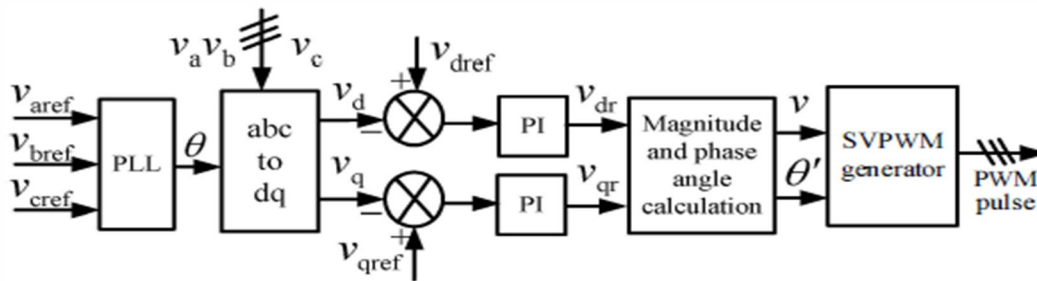 v_aref
v_bref
v_cref
PLL
θ
v_a v_b v_c
abc
to
dq
v_d
v_q
−
−
+
+
v_dref
v_qref
PI
PI
v_dr
v_qr
Magnitude
and phase
angle
calculation
v
θ′
SVPWM
generator
PWM
pulse